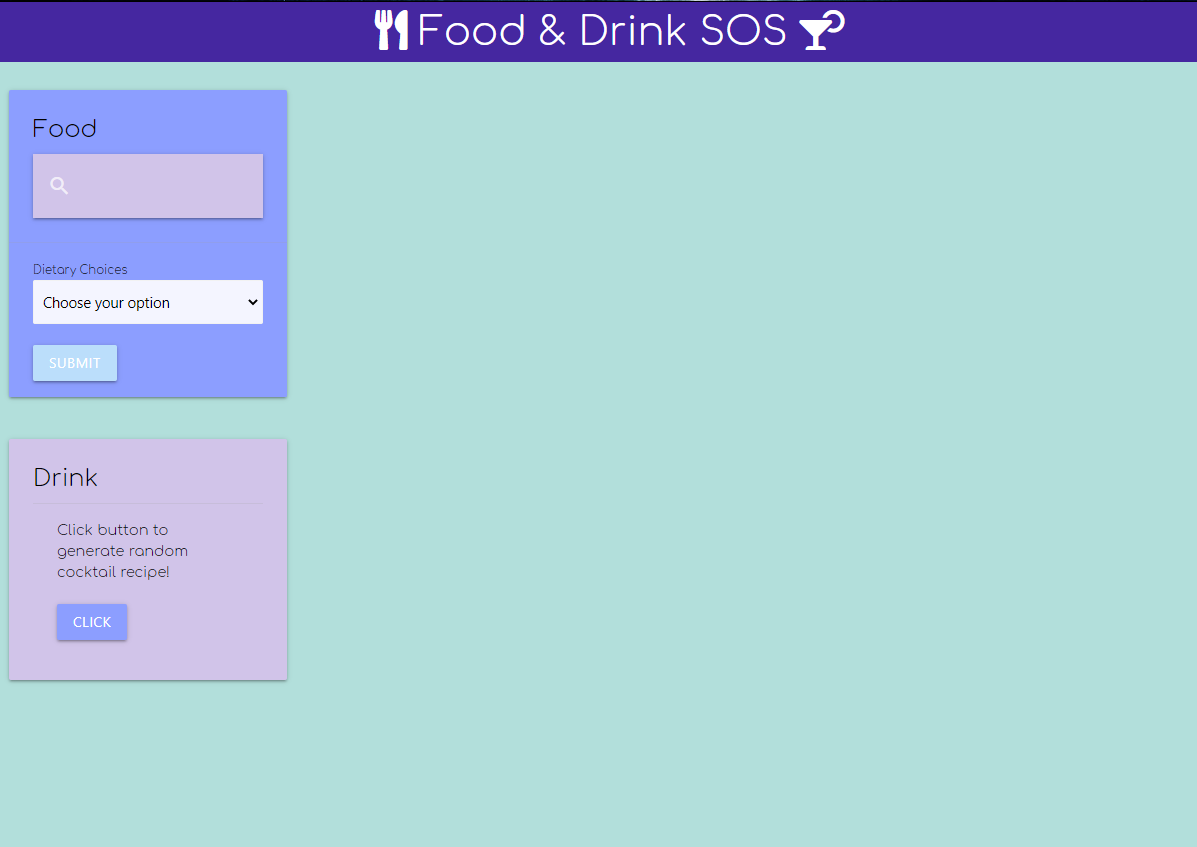 Food & Drink SOS
Food
Dietary Choices
Choose your option
SUBMIT
Drink
Click button to
generate random
cocktail recipe!
CLICK